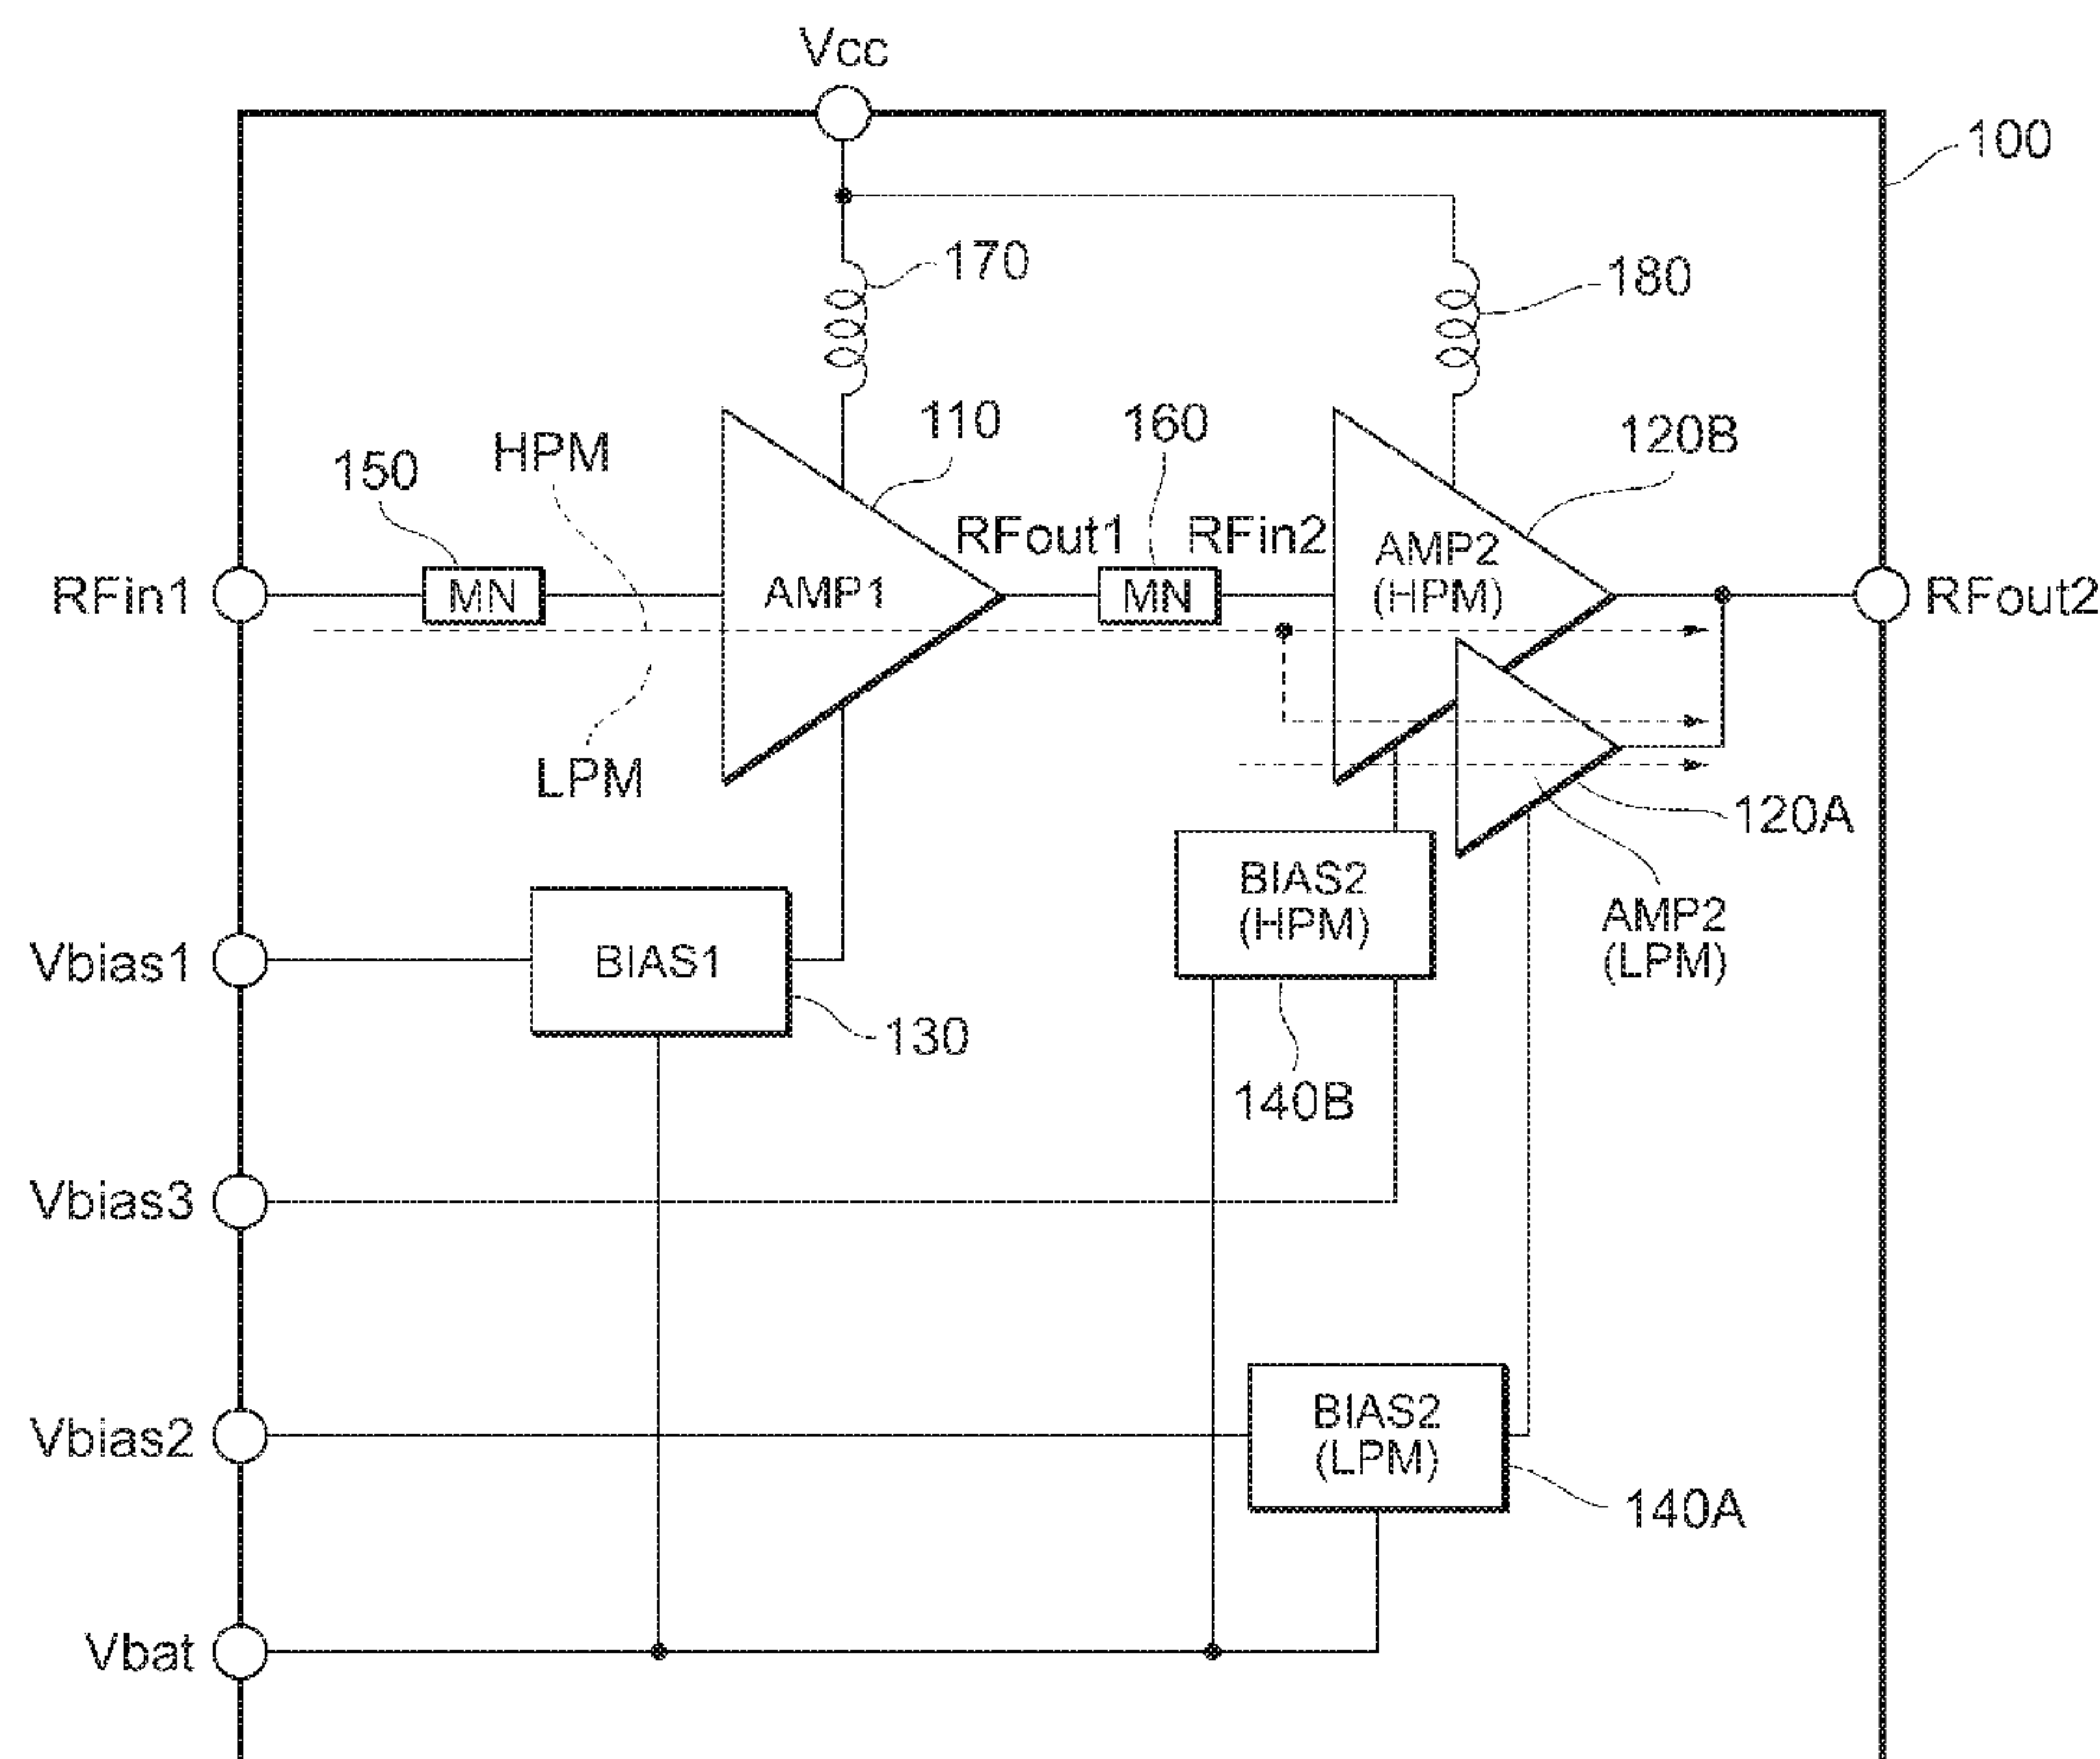 Vcc
100
170
180
110
160
120B
HPM
150
RFout1
RFin2
AMP2
(HPM)
RFin1
MN
AMP1
MN
RFout2
LPM
120A
BIAS2
(HPM)
AMP2
(LPM)
Vbias1
BIAS1
130
140B
Vbias3
BIAS2
(LPM)
Vbias2
140A
Vbat